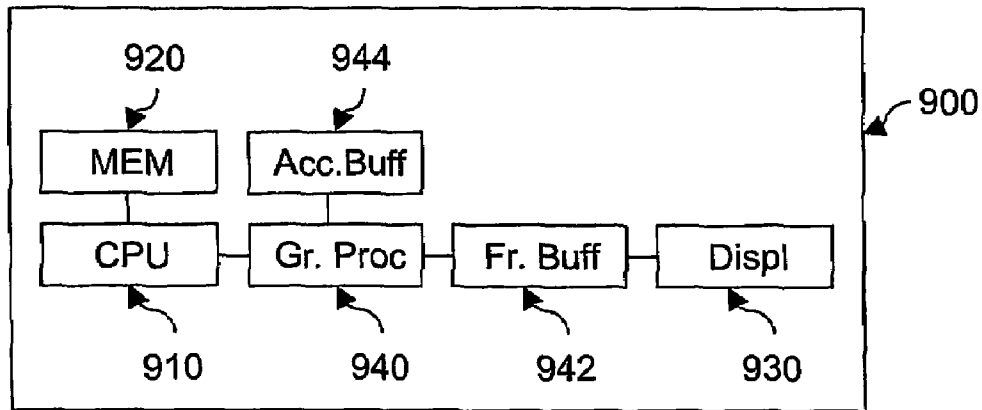 920
944
900
MEM
Acc.Buff
CPU
Gr. Proc
Fr. Buff
Displ
910
940
942
930